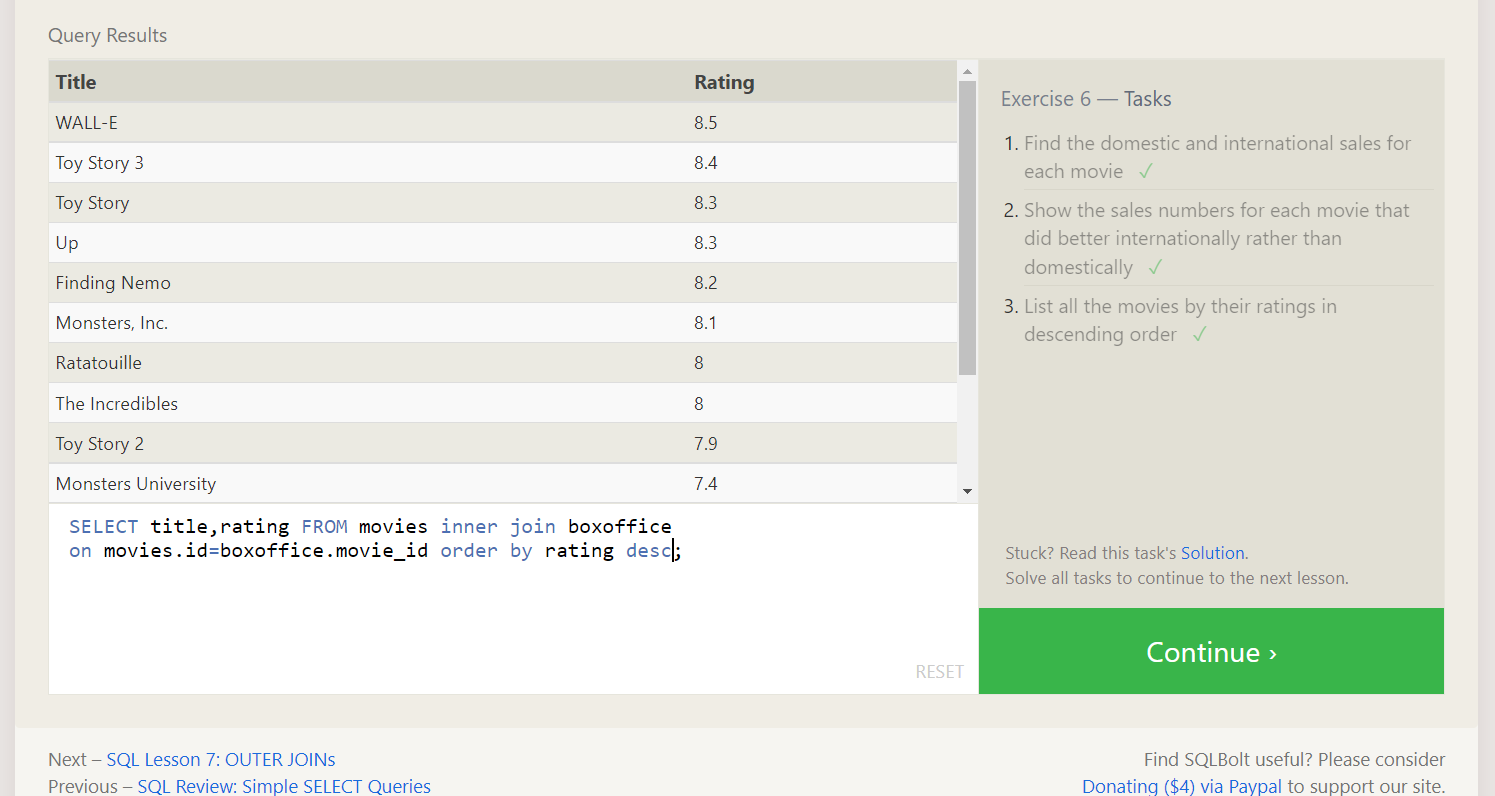 Query Results
Title Rating
WALL-E 8.5
Toy Story 3 8.4
Toy Story 8.3
Up 8.3
Finding Nemo 8.2
Monsters, Inc. 8.1
Ratatouille 8
The Incredibles 8
Toy Story 2 7.9
Monsters University 7.4
SELECT title,rating FROM movies inner join boxoffice
on movies.id=boxoffice.movie_id order by rating desc;
RESET
Exercise 6 — Tasks
1. Find the domestic and international sales for
each movie ✓
2. Show the sales numbers for each movie that
did better internationally rather than
domestically ✓
3. List all the movies by their ratings in
descending order ✓
Stuck? Read this task's Solution.
Solve all tasks to continue to the next lesson.
Continue ›
Next – SQL Lesson 7: OUTER JOINs
Previous – SQL Review: Simple SELECT Queries
Find SQLBolt useful? Please consider
Donating ($4) via Paypal to support our site.